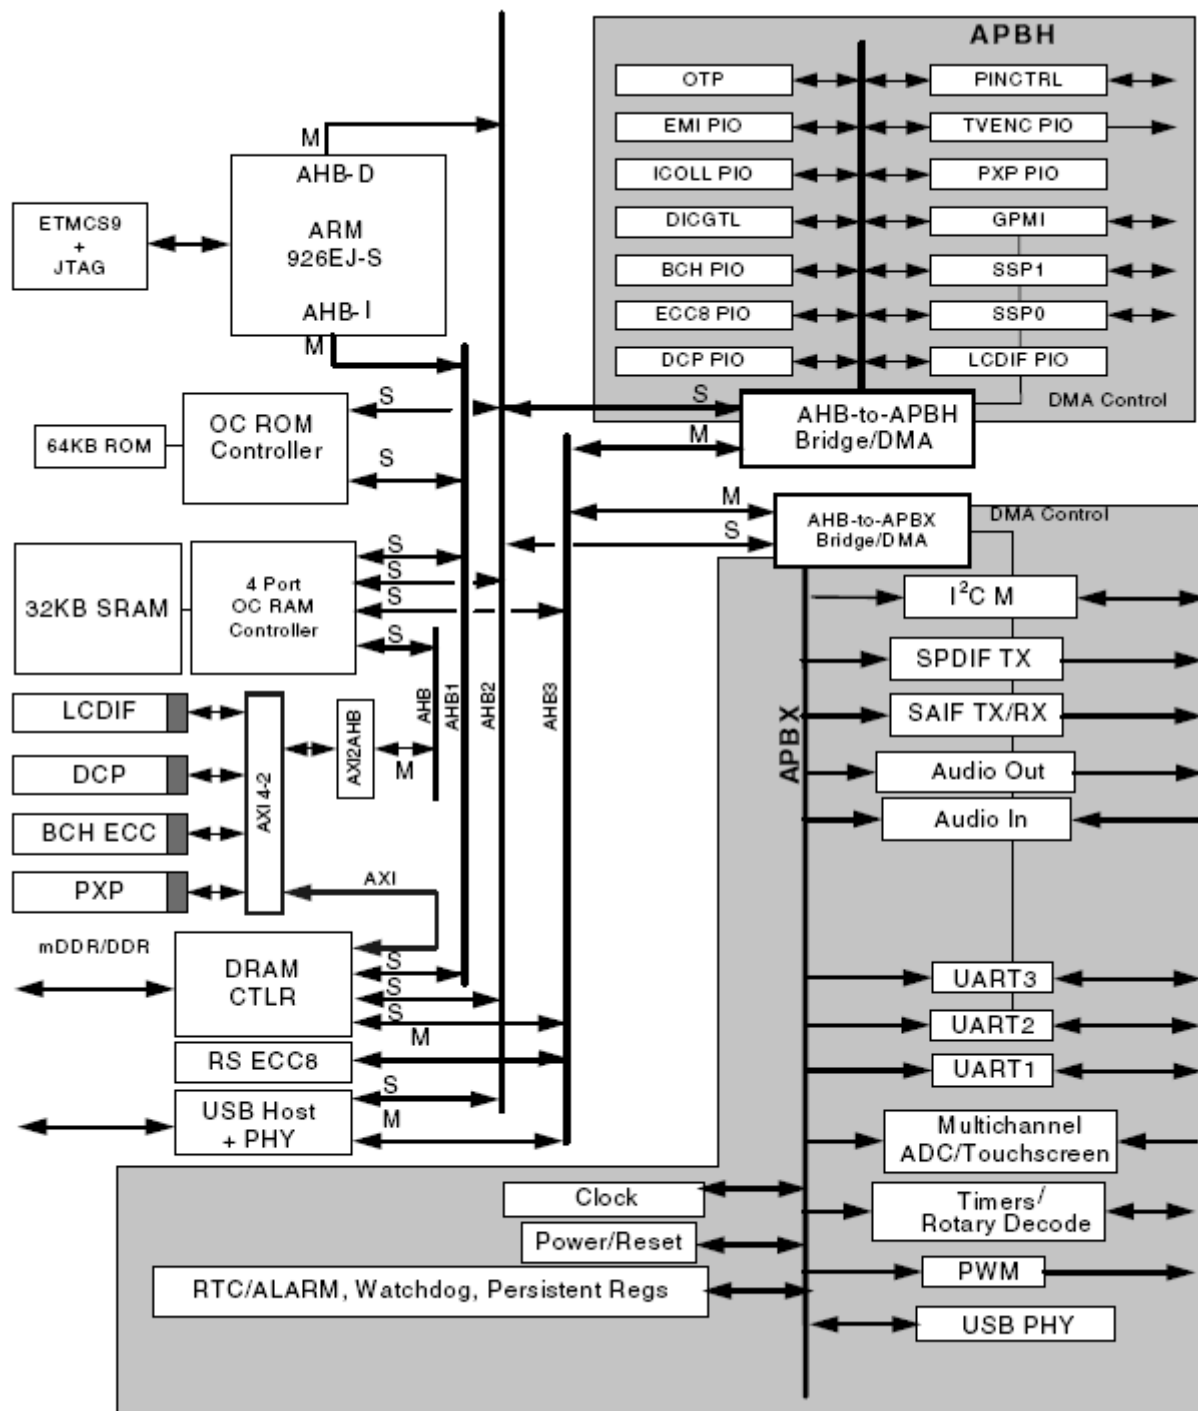 APBH
OTP
PINCTRL
EMI PIO
TVENC PIO
ICOLL PIO
PXP PIO
DICGTL
GPMI
BCH PIO
SSP1
ECC8 PIO
SSP0
DCP PIO
LCDIF PIO
DMA Control
S
AHB-to-APBH
Bridge/DMA
M
M
AHB-D
ARM
926EJ-S
AHB-I
M
ETMCS9
+
JTAG
OC ROM
Controller
64KB ROM
S
S
M
S
AHB-to-APBX
Bridge/DMA
DMA Control
32KB SRAM
4 Port
OC RAM
Controller
S
S
S
S
AHB
AHB1
AHB2
AHB3
LCDIF
DCP
BCH ECC
PXP
AXI 4-2
AXI2AHB
M
AXI
mDDR/DDR
DRAM
CTLR
S
S
S
M
RS ECC8
USB Host
+ PHY
S
M
APBX
I²C M
SPDIF TX
SAIF TX/RX
Audio Out
Audio In
UART3
UART2
UART1
Multichannel
ADC/Touchscreen
Timers/
Rotary Decode
PWM
USB PHY
Clock
Power/Reset
RTC/ALARM, Watchdog, Persistent Regs